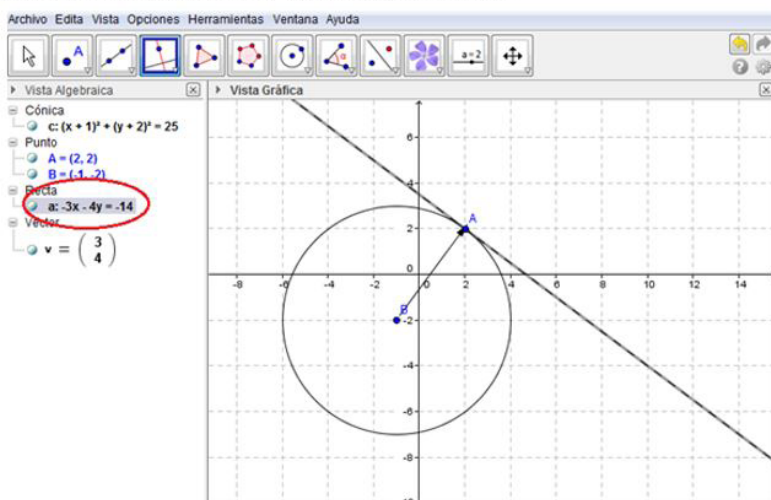 Archivo Edita Vista Opciones Herramientas Ventana Ayuda
A
α
a=2
Vista Algebraica
Vista Gráfica
Cónica
c: (x + 1)² + (y + 2)² = 25
Punto
A = (2, 2)
B = (-1, -2)
Recta
a: -3x - 4y = -14
Vector
v = ( 3
4 )
6
4
A
2
0
-8 -6 -4 -2 0 2 4 6 8 10 12 14
B
-2
-4
-6
-8